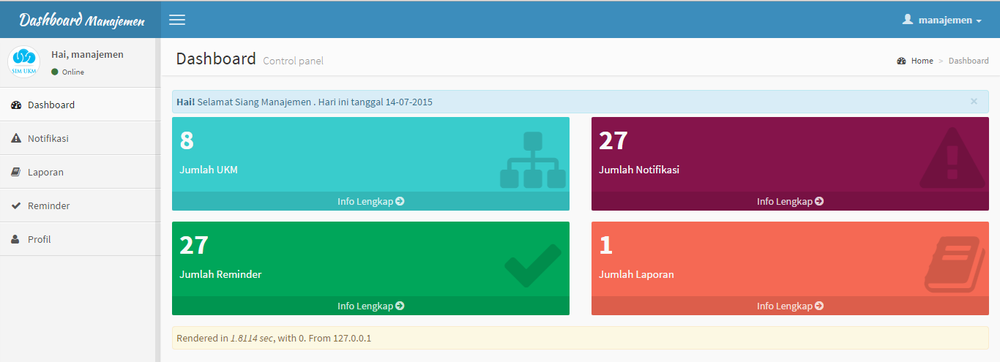 Dashboard Manajemen
manajemen
SIM UKM
Hai, manajemen
Online
Dashboard
Notifikasi
Laporan
Reminder
Profil
Dashboard Control panel
Home > Dashboard
Hai! Selamat Siang Manajemen . Hari ini tanggal 14-07-2015 ×
8
Jumlah UKM
Info Lengkap
27
Jumlah Notifikasi
Info Lengkap
27
Jumlah Reminder
Info Lengkap
1
Jumlah Laporan
Info Lengkap
Rendered in 1.8114 sec, with 0. From 127.0.0.1